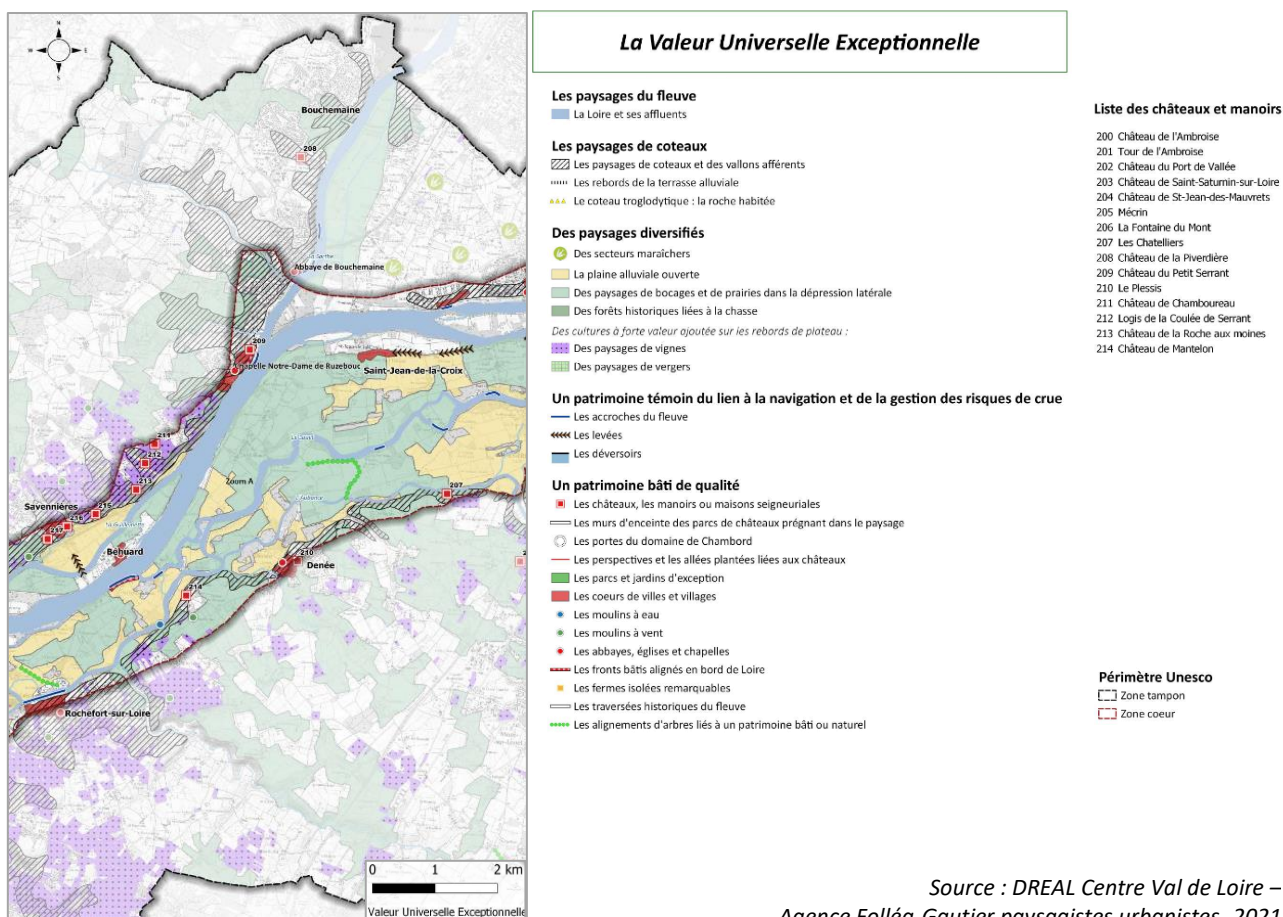 La Valeur Universelle Exceptionnelle
Les paysages du fleuve
La Loire et ses affluents
Les paysages de coteaux
Les paysages de coteaux et des vallons afférents
Les rebords de la terrasse alluviale
Le coteau troglodytique : la roche habitée
Des paysages diversifiés
Des secteurs maraîchers
La plaine alluviale ouverte
Des paysages de bocages et de prairies dans la dépression latérale
Des forêts historiques liées à la chasse
Des cultures à forte valeur ajoutée sur les rebords de plateau :
Des paysages de vignes
Des paysages de vergers
Un patrimoine témoin du lien à la navigation et de la gestion des risques de crue
Les accroches du fleuve
Les levées
Les déversoirs
Un patrimoine bâti de qualité
Les châteaux, les manoirs ou maisons seigneuriales
Les murs d'enceinte des parcs de châteaux prégnant dans le paysage
Les portes du domaine de Chambord
Les perspectives et les allées plantées liées aux châteaux
Les parcs et jardins d'exception
Les coeurs de villes et villages
Les moulins à eau
Les moulins à vent
Les abbayes, églises et chapelles
Les fronts bâtis alignés en bord de Loire
Les fermes isolées remarquables
Les traversées historiques du fleuve
Les alignements d'arbres liés à un patrimoine bâti ou naturel
Liste des châteaux et manoirs
200 Château de l'Ambroise
201 Tour de l'Ambroise
202 Château du Port de Vallée
203 Château de Saint-Saturnin-sur-Loire
204 Château de St-Jean-des-Mauvrets
205 Mécrin
206 La Fontaine du Mont
207 Les Chatelliers
208 Château de la Piverdière
209 Château du Petit Serrant
210 Le Plessis
211 Château de Chamboureau
212 Logis de la Coulée de Serrant
213 Château de la Roche aux moines
214 Château de Mantelon
Périmètre Unesco
Zone tampon
Zone coeur
N
W
E
S
Bouchemaine
208
Abbaye de Bouchemaine
209
Chapelle Notre-Dame de Ruzebouc
Saint-Jean-de-la-Croix
211
212
213
Zoom A
207
Savennières
215
216
217
Béhuard
210
Denée
214
Rochefort-sur-Loire
0 1 2 km
Valeur Universelle Exceptionnelle
Source : DREAL Centre Val de Loire –
Agence Folléa-Gautier paysagistes urbanistes, 2021